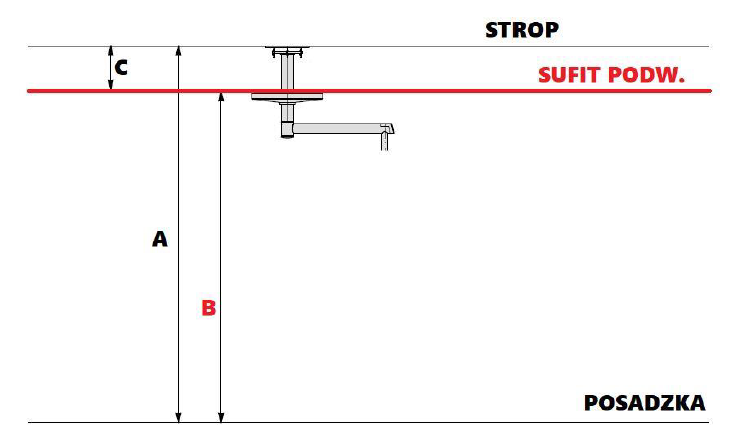 STROP
C
SUFIT PODW.
A
B
POSADZKA